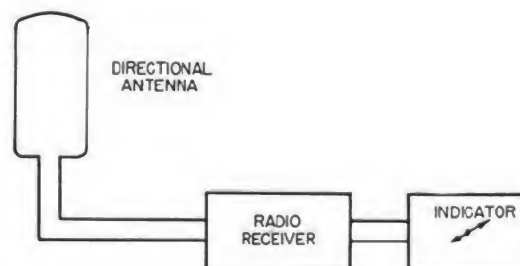 DIRECTIONAL
ANTENNA
RADIO
RECEIVER
INDICATOR